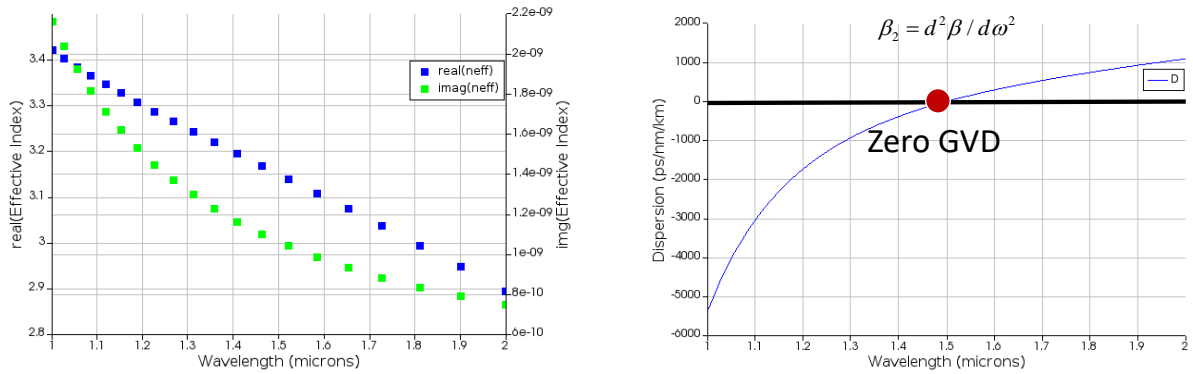 real(Effective Index)
3.4
3.3
3.2
3.1
3
2.9
2.8
2.2e-09
2e-09
1.8e-09
1.6e-09
1.4e-09
1.2e-09
1e-09
8e-10
6e-10
img(Effective Index)
real(neff)
imag(neff)
1 1.1 1.2 1.3 1.4 1.5 1.6 1.7 1.8 1.9 2
Wavelength (microns)
β₂ = d²β / dω²
Dispersion (ps/nm/km)
2000
1000
0
-1000
-2000
-3000
-4000
-5000
-6000
D
Zero GVD
1 1.1 1.2 1.3 1.4 1.5 1.6 1.7 1.8 1.9 2
Wavelength (microns)